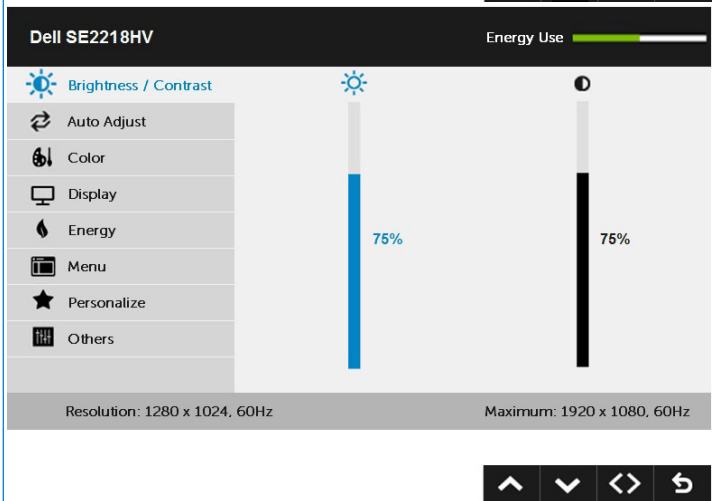 Dell SE2218HV
Energy Use
Brightness / Contrast
Auto Adjust
Color
Display
Energy
Menu
Personalize
Others
75%
75%
Resolution: 1280 x 1024, 60Hz
Maximum: 1920 x 1080, 60Hz